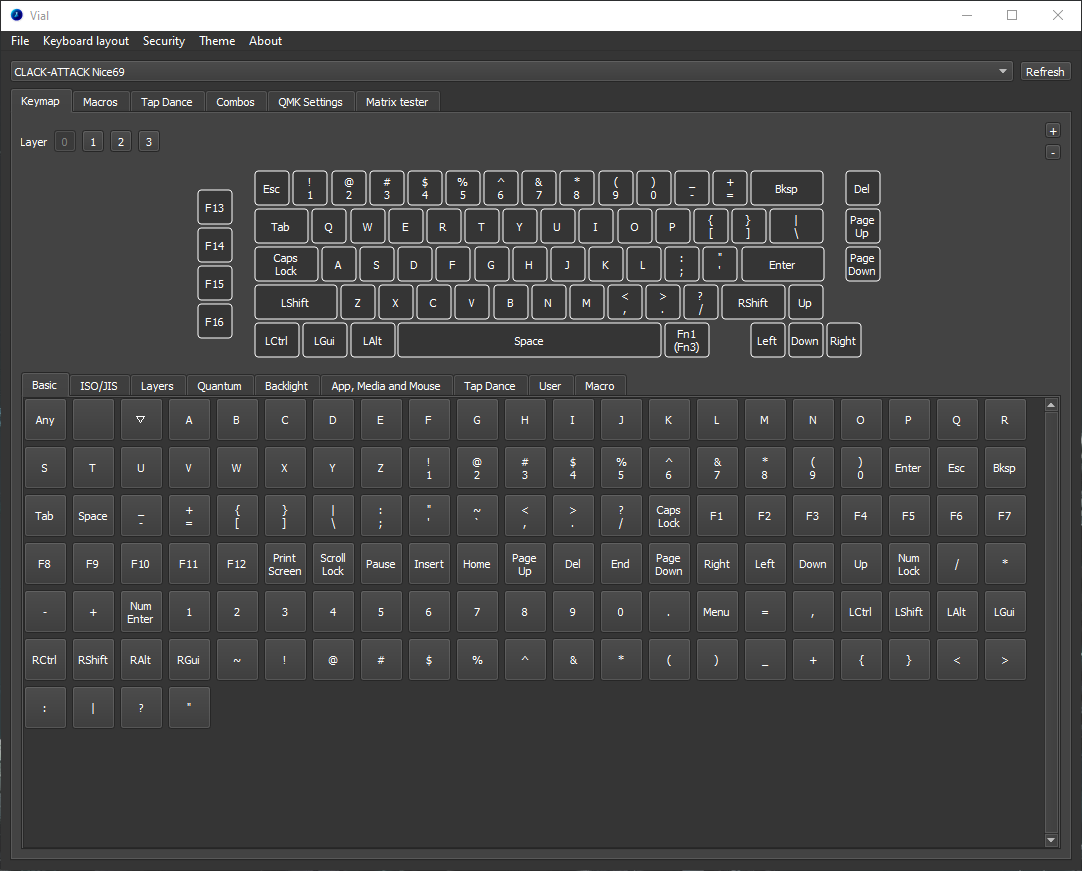 Vial
File Keyboard layout Security Theme About
CLACK-ATTACK Nice69 Refresh
Keymap Macros Tap Dance Combos QMK Settings Matrix tester
Layer 0 1 2 3 +
-
Esc ! 1 @ 2 # 3 $ 4 % 5 ^ 6 & 7 * 8 ( 9 ) 0 _ - + = Bksp Del
F13
Tab Q W E R T Y U I O P { [ } ] | \ Page Up
F14
Caps Lock A S D F G H J K L : ; " ' Enter Page Down
F15
LShift Z X C V B N M < , > . ? / RShift Up
F16
LCtrl LGui LAlt Space Fn1 (Fn3) Left Down Right
Basic ISO/JIS Layers Quantum Backlight App, Media and Mouse Tap Dance User Macro
Any ▽ A B C D E F G H I J K L M N O P Q R
S T U V W X Y Z ! 1 @ 2 # 3 $ 4 % 5 ^ 6 & 7 * 8 ( 9 ) 0 Enter Esc Bksp
Tab Space _ - + = { [ } ] | \ : ; " ' ~ ` < , > . ? / Caps Lock F1 F2 F3 F4 F5 F6 F7
F8 F9 F10 F11 F12 Print Screen Scroll Lock Pause Insert Home Page Up Del End Page Down Right Left Down Up Num Lock / *
- + Num Enter 1 2 3 4 5 6 7 8 9 0 . Menu = , LCtrl LShift LAlt LGui
RCtrl RShift RAlt RGui ~ ! @ # $ % ^ & * ( ) _ + { } < >
: | ? "